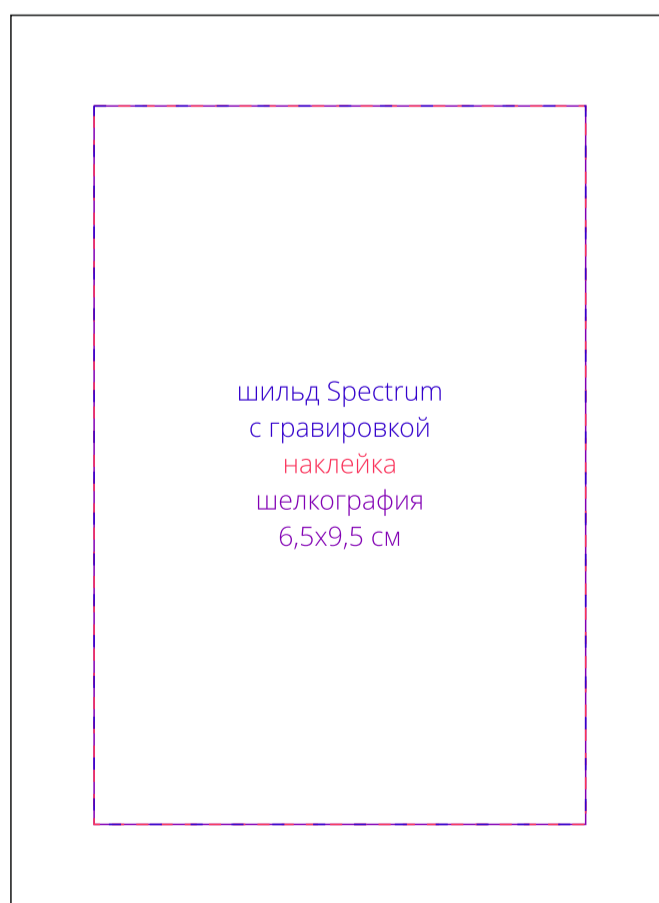 шильд Spectrum
с гравировкой
наклейка
шелкография
6,5х9,5 см